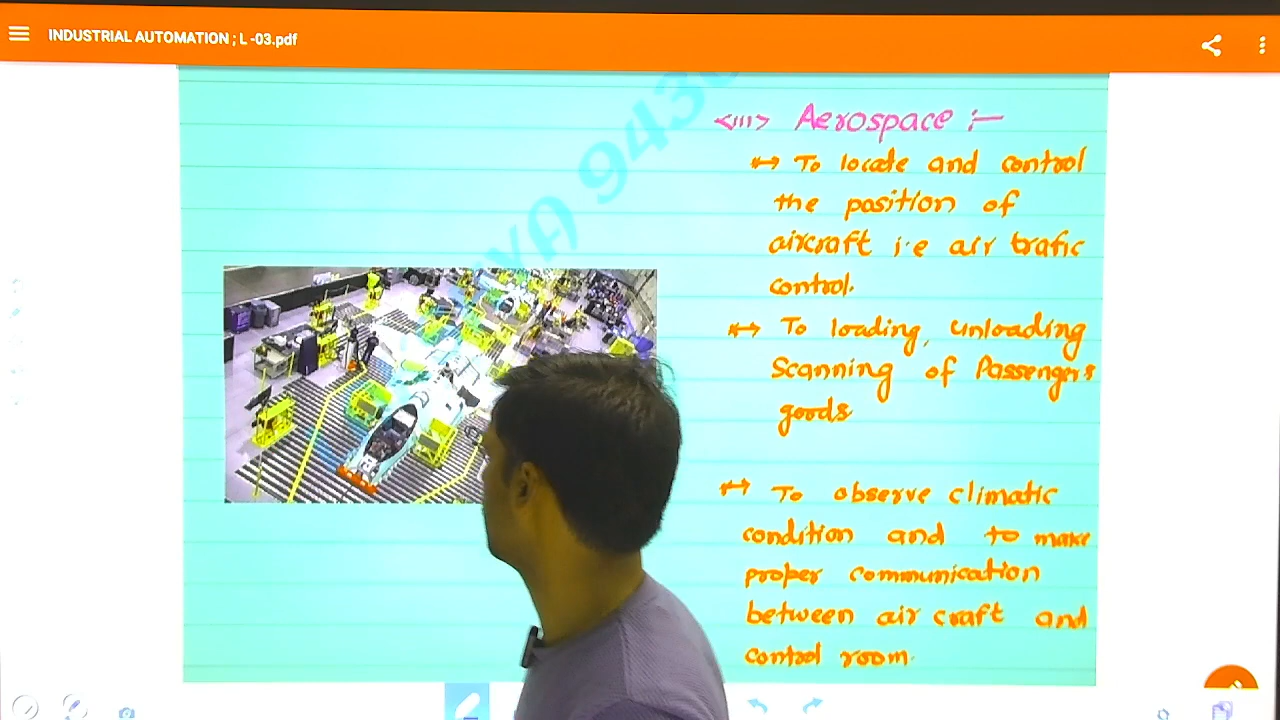 INDUSTRIAL AUTOMATION ; L -03.pdf
<iii> Aerospace :-
↦ To locate and control
the position of
aircraft i.e air trafic
control.
↦ To loading, unloading
Scanning of Passengers
goods
↦ To observe climatic
condition and to make
proper communication
between air craft and
control room.